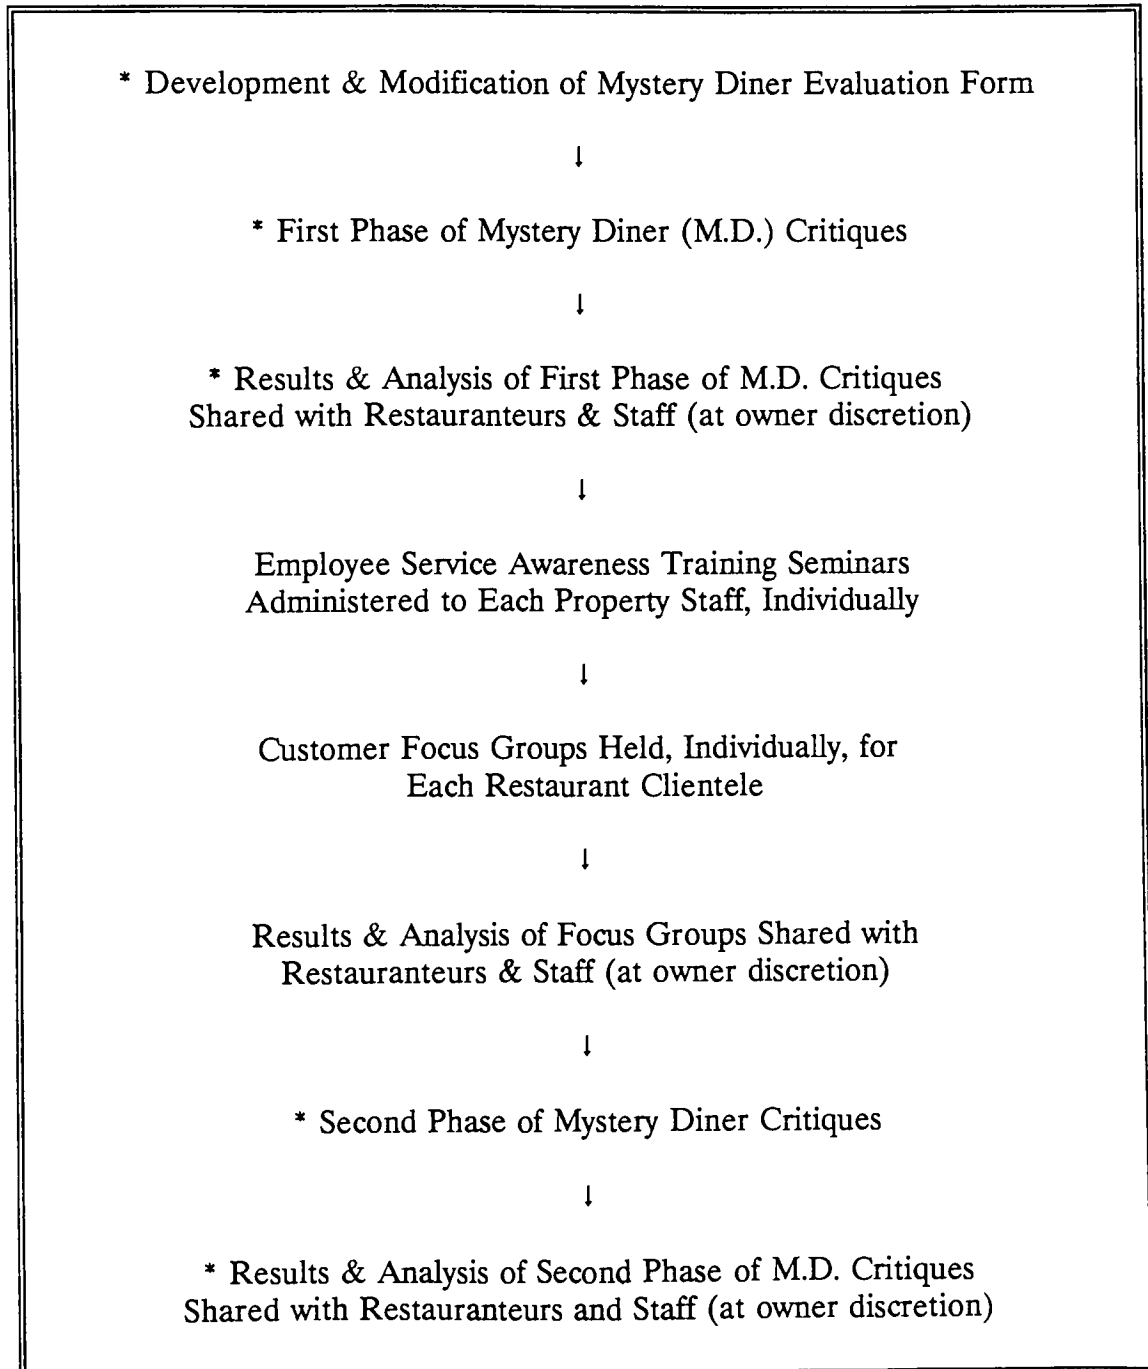 * Development & Modification of Mystery Diner Evaluation Form
↓
* First Phase of Mystery Diner (M.D.) Critiques
↓
* Results & Analysis of First Phase of M.D. Critiques
Shared with Restauranteurs & Staff (at owner discretion)
↓
Employee Service Awareness Training Seminars
Administered to Each Property Staff, Individually
↓
Customer Focus Groups Held, Individually, for
Each Restaurant Clientele
↓
Results & Analysis of Focus Groups Shared with
Restauranteurs & Staff (at owner discretion)
↓
* Second Phase of Mystery Diner Critiques
↓
* Results & Analysis of Second Phase of M.D. Critiques
Shared with Restauranteurs and Staff (at owner discretion)